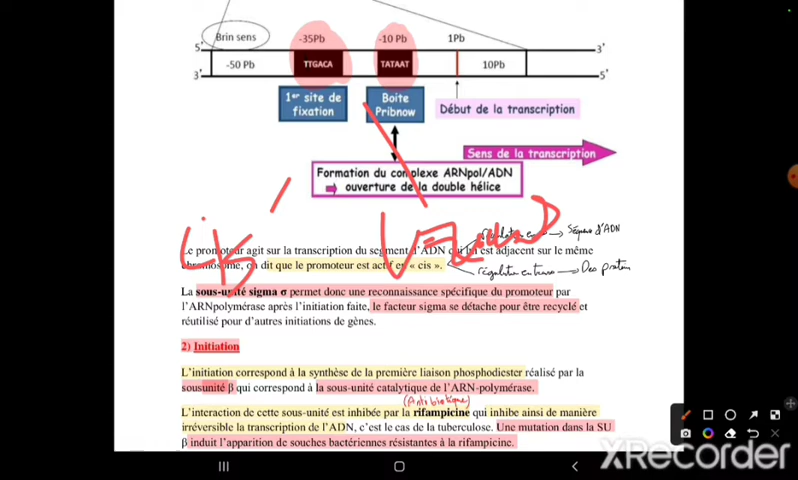 Brin sens
-35Pb
-10 Pb
1Pb
5'
3'
-50 Pb
TTGACA
TATAAT
10Pb
3'
5'
1er site de fixation
Boite Pribnow
Début de la transcription
Sens de la transcription
Formation du complexe ARNpol/ADN
ouverture de la double hélice
cis
Séquence d'ADN
Le promoteur agit sur la transcription du segment d'ADN qui lui est adjacent sur le même
chromosome, on dit que le promoteur est actif en « cis ».
régulation en trans → Des protein
La sous-unité sigma σ permet donc une reconnaissance spécifique du promoteur par
l'ARNpolymérase après l'initiation faite, le facteur sigma se détache pour être recyclé et
réutilisé pour d'autres initiations de gènes.
2) Initiation
L'initiation correspond à la synthèse de la première liaison phosphodiester réalisé par la
sousunité β qui correspond à la sous-unité catalytique de l'ARN-polymérase.
(Antibiotique)
L'interaction de cette sous-unité est inhibée par la rifampicine qui inhibe ainsi de manière
irréversible la transcription de l'ADN, c'est le cas de la tuberculose. Une mutation dans la SU
β induit l'apparition de souches bactériennes résistantes à la rifampicine.
XRecorder